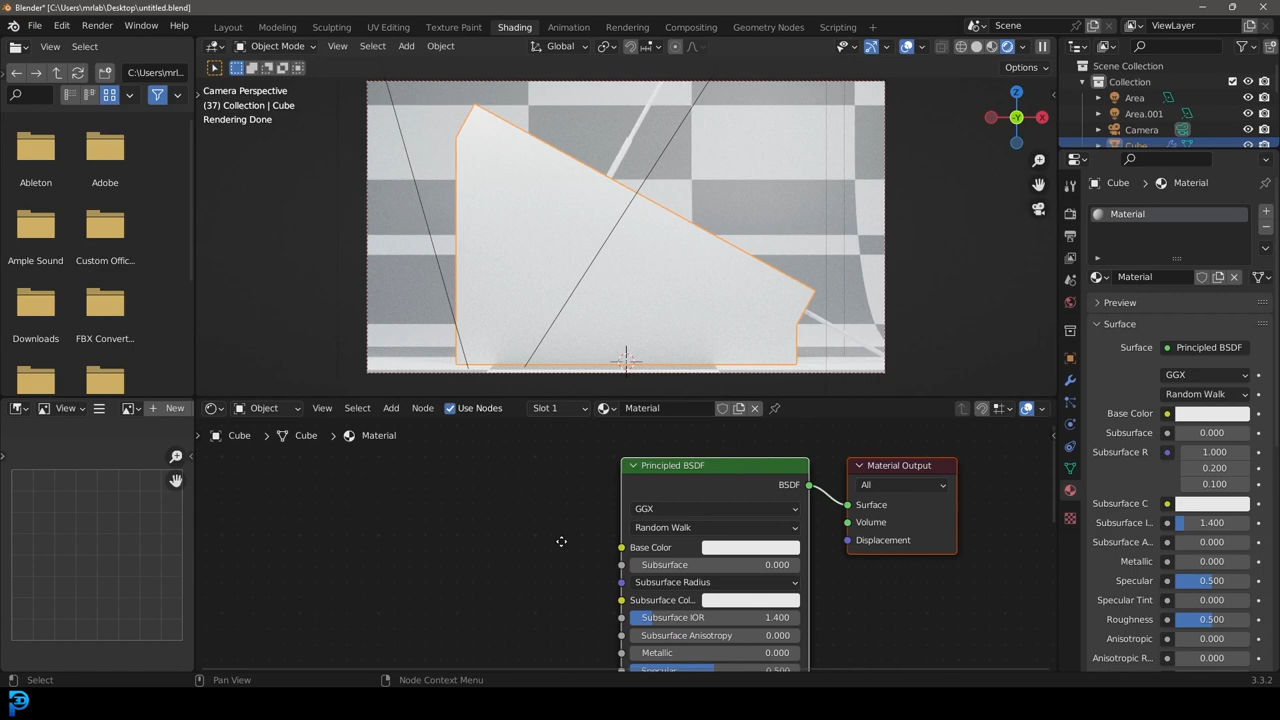 Blender* [C:\Users\mrlab\Desktop\untitled.blend]
File Edit Render Window Help
Layout Modeling Sculpting UV Editing Texture Paint Shading Animation Rendering Compositing Geometry Nodes Scripting
Scene
ViewLayer
View Select
Object Mode View Select Add Object
Global
Options
C:\Users\mrl...
Ableton
Adobe
Ample Sound
Custom Offic...
Downloads
FBX Convert...
Camera Perspective
(37) Collection | Cube
Rendering Done
Z
-Y
X
Scene Collection
Collection
Area
Area.001
Camera
Cube
Cube > Material
Material
Material
Preview
Surface
Surface Principled BSDF
GGX
Random Walk
Base Color
Subsurface 0.000
Subsurface R 1.000
0.200
0.100
Subsurface C
Subsurface I... 1.400
Subsurface A... 0.000
Metallic 0.000
Specular 0.500
Specular Tint 0.000
Roughness 0.500
Anisotropic 0.000
Anisotropic R... 0.000
View
New
Object View Select Add Node Use Nodes Slot 1 Material
Cube > Cube > Material
Principled BSDF
BSDF
GGX
Random Walk
Base Color
Subsurface 0.000
Subsurface Radius
Subsurface Col...
Subsurface IOR 1.400
Subsurface Anisotropy 0.000
Metallic 0.000
Specular 0.500
Material Output
All
Surface
Volume
Displacement
Select
Pan View
Node Context Menu
3.3.2